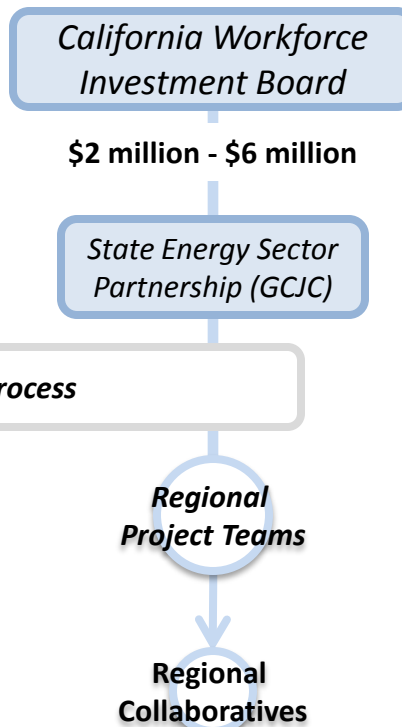 California Workforce
Investment Board
$2 million - $6 million
State Energy Sector
Partnership (GCJC)
rocess
Regional
Project Teams
Regional
Collaboratives